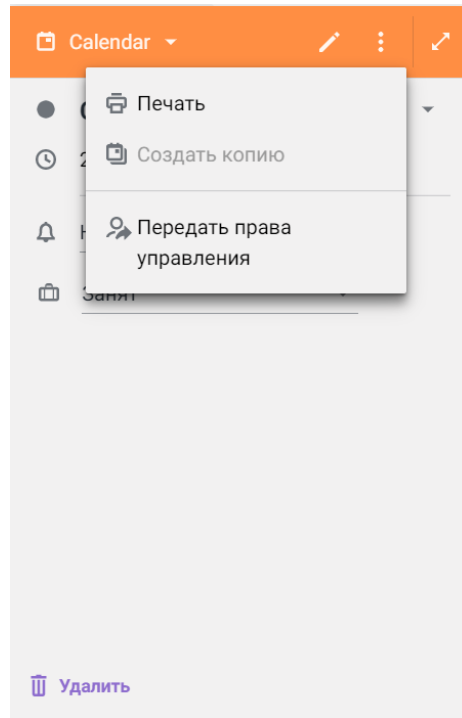 Calendar
Печать
Создать копию
Передать права
управления
Занят
Удалить